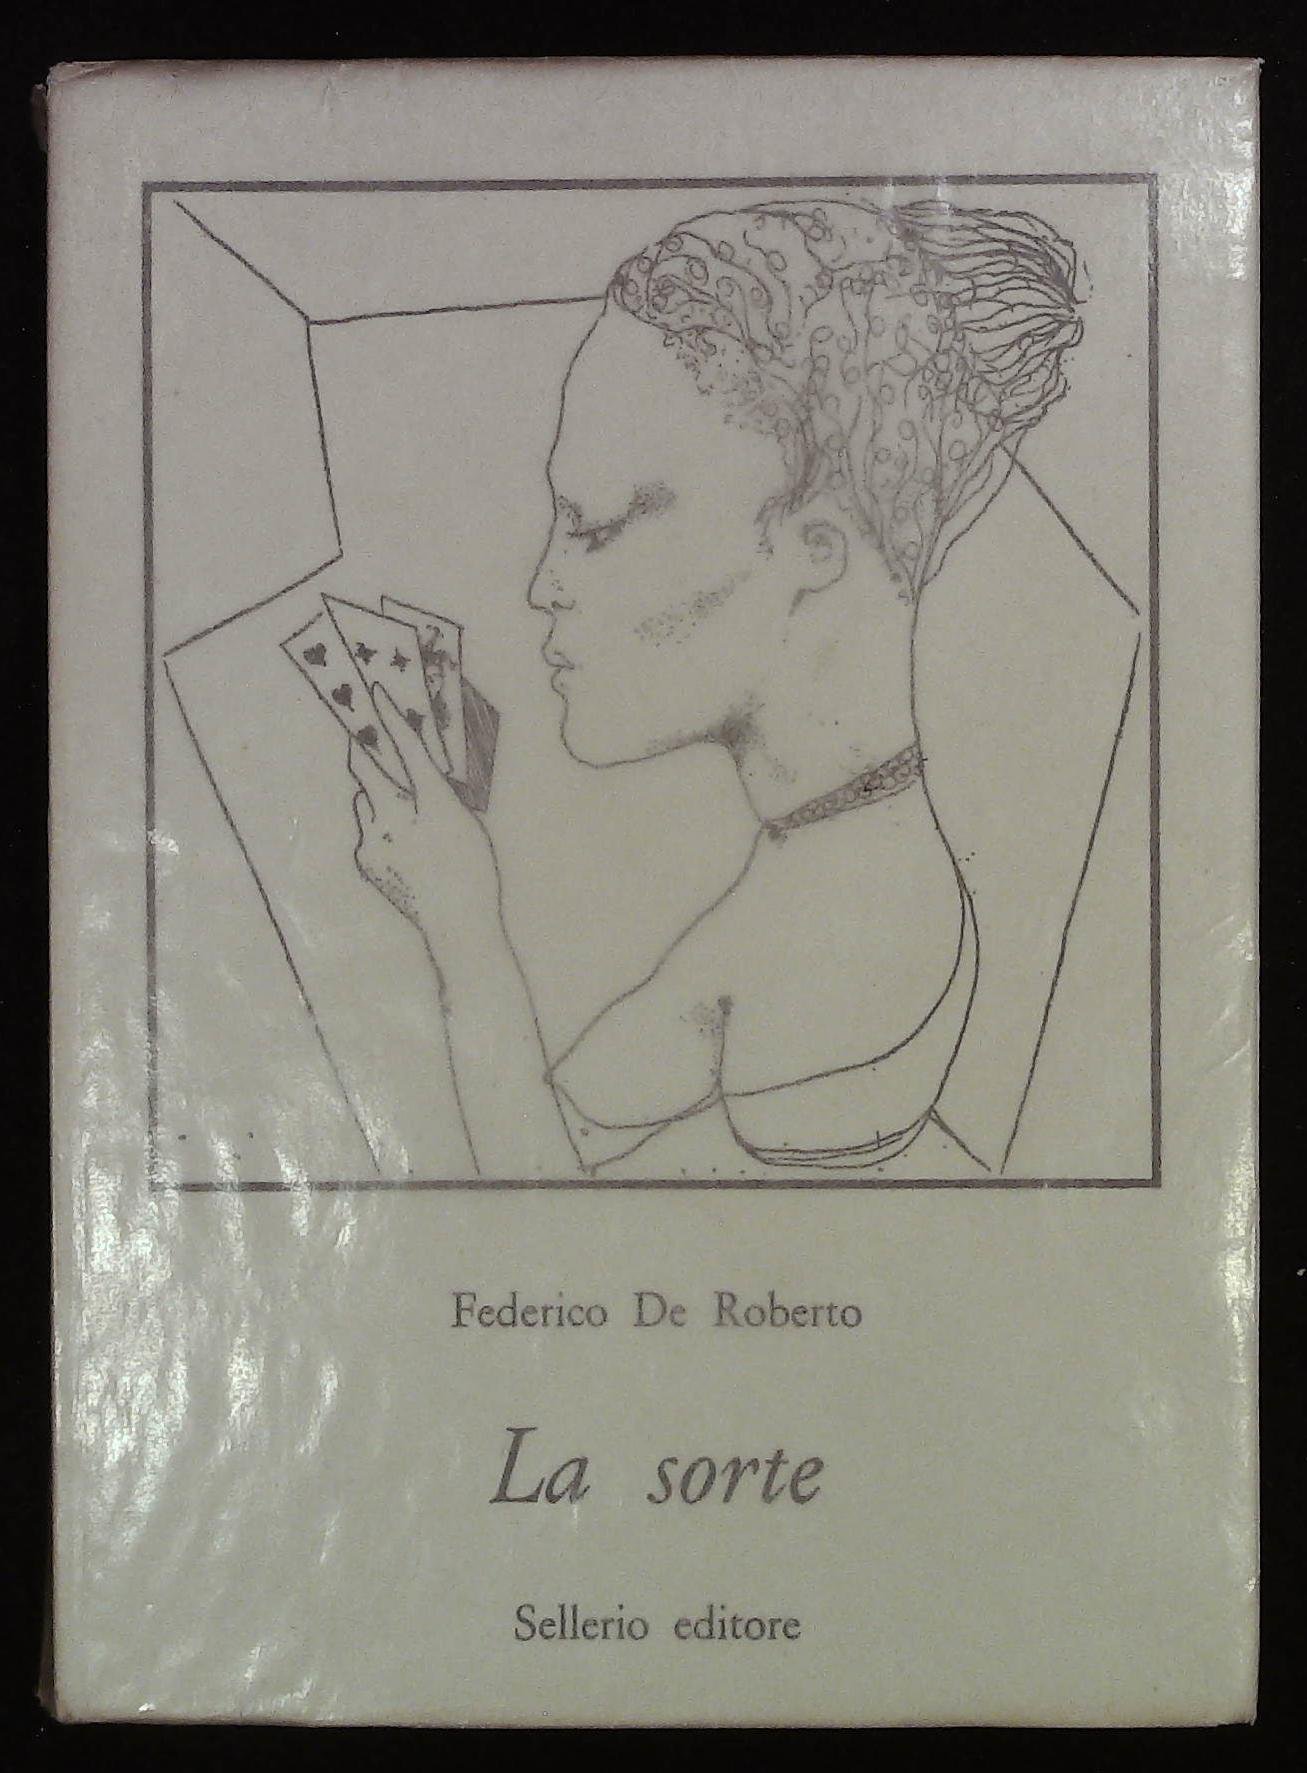 Federico De Roberto
La sorte
Sellerio editore